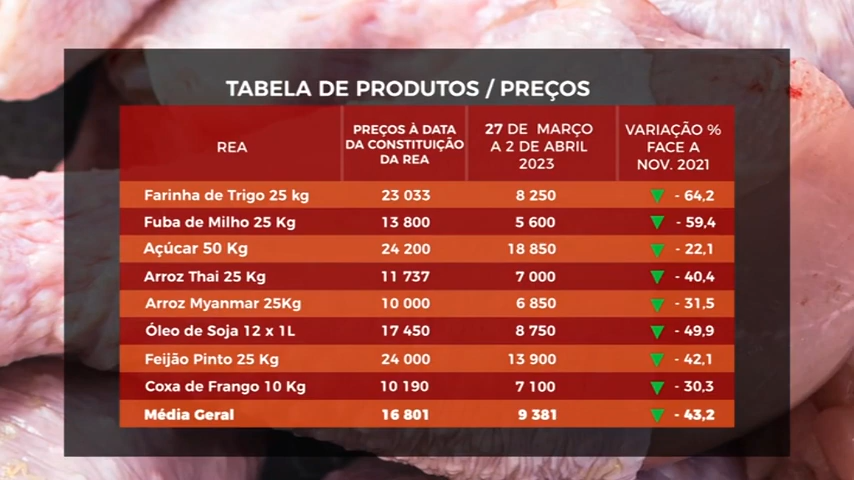 TABELA DE PRODUTOS / PREÇOS
REA
PREÇOS À DATA
DA CONSTITUIÇÃO
DA REA
27 DE MARÇO
A 2 DE ABRIL
2023
VARIAÇÃO %
FACE A
NOV. 2021
Farinha de Trigo 25 kg 23 033 8 250 - 64,2
Fuba de Milho 25 Kg 13 800 5 600 - 59,4
Açúcar 50 Kg 24 200 18 850 - 22,1
Arroz Thai 25 Kg 11 737 7 000 - 40,4
Arroz Myanmar 25Kg 10 000 6 850 - 31,5
Óleo de Soja 12 x 1L 17 450 8 750 - 49,9
Feijão Pinto 25 Kg 24 000 13 900 - 42,1
Coxa de Frango 10 Kg 10 190 7 100 - 30,3
Média Geral 16 801 9 381 - 43,2